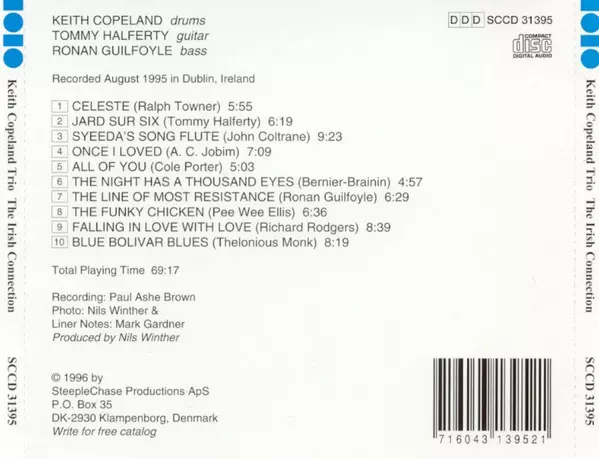 KEITH COPELAND drums
TOMMY HALFERTY guitar
RONAN GUILFOYLE bass
DDD SCCD 31395
COMPACT
disc
DIGITAL AUDIO
Recorded August 1995 in Dublin, Ireland
1 CELESTE (Ralph Towner) 5:55
2 JARD SUR SIX (Tommy Halferty) 6:19
3 SYEEDA'S SONG FLUTE (John Coltrane) 9:23
4 ONCE I LOVED (A. C. Jobim) 7:09
5 ALL OF YOU (Cole Porter) 5:03
6 THE NIGHT HAS A THOUSAND EYES (Bernier-Brainin) 4:57
7 THE LINE OF MOST RESISTANCE (Ronan Guilfoyle) 6:29
8 THE FUNKY CHICKEN (Pee Wee Ellis) 6:36
9 FALLING IN LOVE WITH LOVE (Richard Rodgers) 8:39
10 BLUE BOLIVAR BLUES (Thelonious Monk) 8:19
Total Playing Time 69:17
Recording: Paul Ashe Brown
Photo: Nils Winther &
Liner Notes: Mark Gardner
Produced by Nils Winther
© 1996 by
SteepleChase Productions ApS
P.O. Box 35
DK-2930 Klampenborg, Denmark
Write for free catalog
716043 139521
Keith Copeland Trio The Irish Connection SCCD 31395
Keith Copeland Trio The Irish Connection SCCD 31395